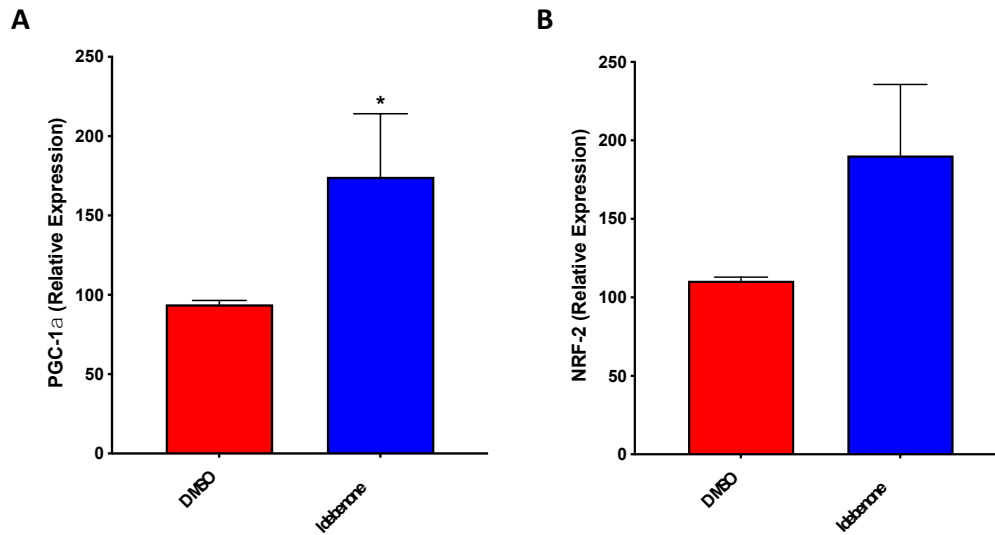 A
PGC-1a (Relative Expression)
250
200
150
100
50
0
*
DMSO
Idebenone
B
NRF-2 (Relative Expression)
250
200
150
100
50
0
DMSO
Idebenone